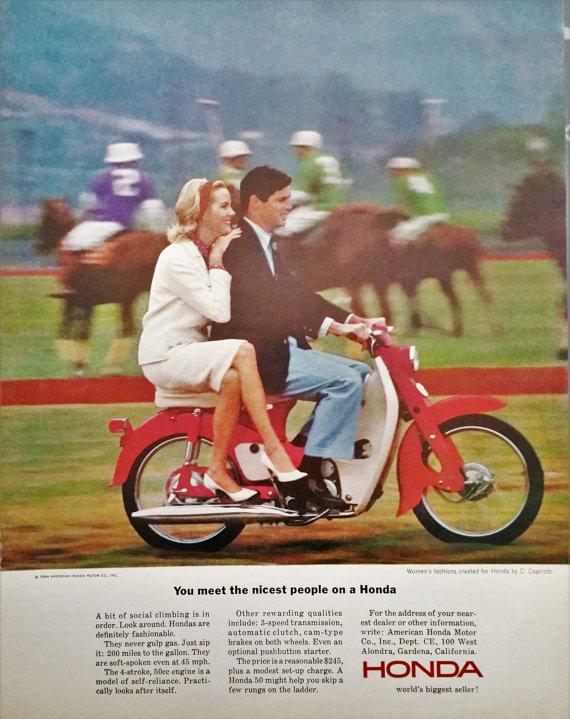 2
© 1964 AMERICAN HONDA MOTOR CO., INC.
Women's fashions created for Honda by C. Capriotti
You meet the nicest people on a Honda
A bit of social climbing is in
order. Look around. Hondas are
definitely fashionable.
They never gulp gas. Just sip
it: 200 miles to the gallon. They
are soft-spoken even at 45 mph.
The 4-stroke, 50cc engine is a
model of self-reliance. Practi-
cally looks after itself.
Other rewarding qualities
include: 3-speed transmission,
automatic clutch, cam-type
brakes on both wheels. Even an
optional pushbutton starter.
The price is a reasonable $245,
plus a modest set-up charge. A
Honda 50 might help you skip a
few rungs on the ladder.
For the address of your near-
est dealer or other information,
write: American Honda Motor
Co., Inc., Dept. CE, 100 West
Alondra, Gardena, California.
HONDA
world's biggest seller!